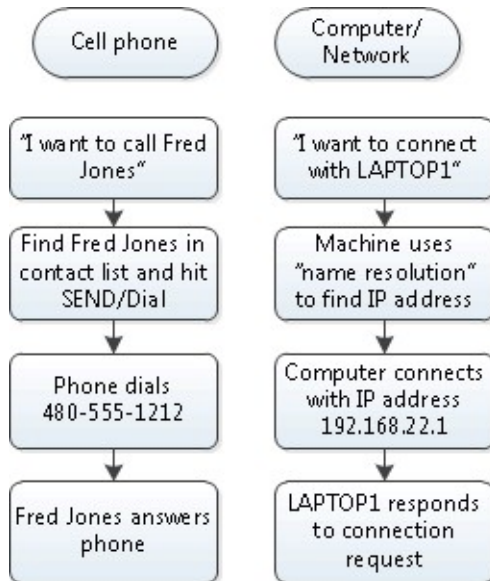 Cell phone
"I want to call Fred
Jones"
Find Fred Jones in
contact list and hit
SEND/Dial
Phone dials
480-555-1212
Fred Jones answers
phone
Computer/
Network
"I want to connect
with LAPTOP1"
Machine uses
"name resolution"
to find IP address
Computer connects
with IP address
192.168.22.1
LAPTOP1 responds
to connection
request